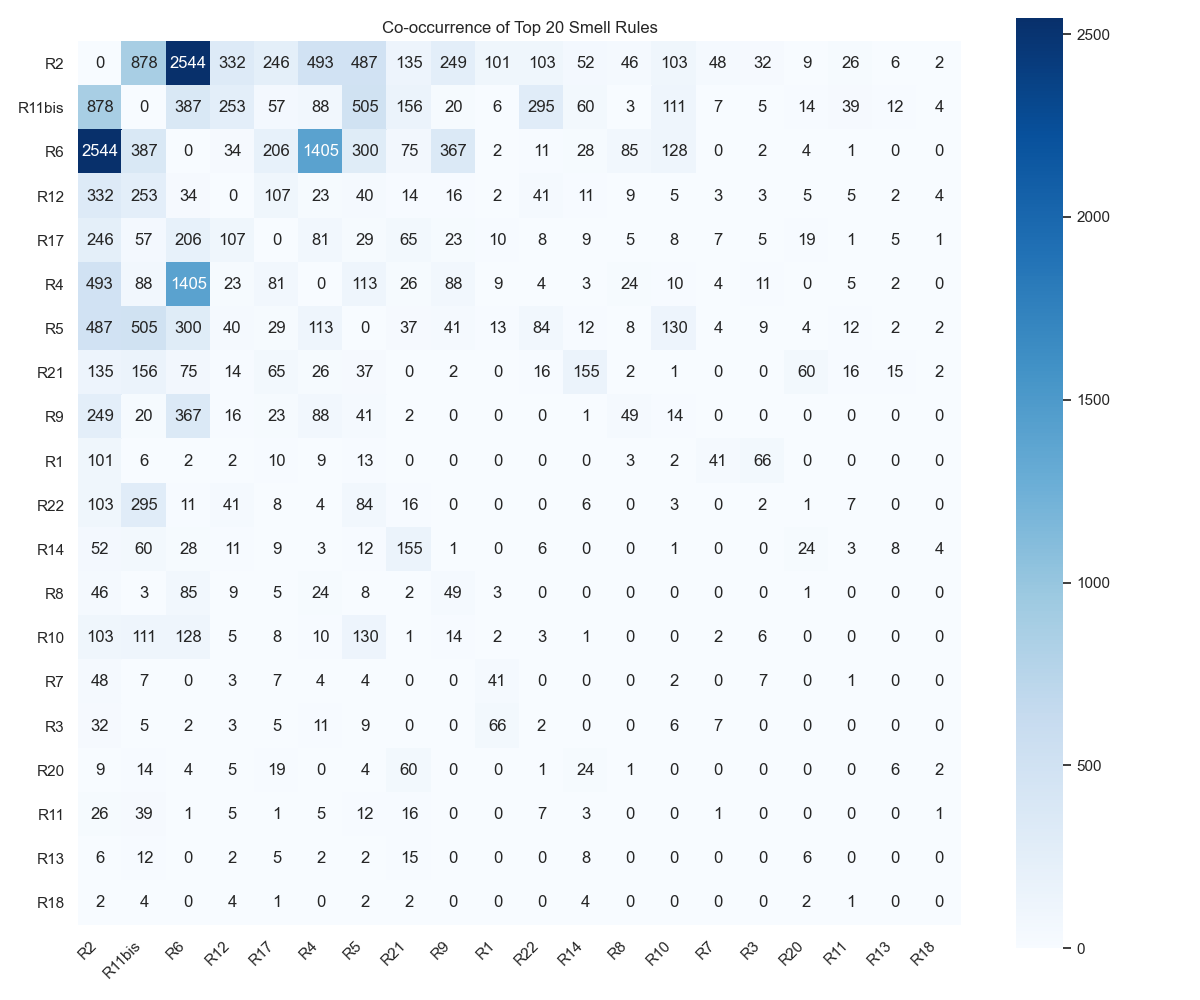 Co-occurrence of Top 20 Smell Rules
R2 0 878 2544 332 246 493 487 135 249 101 103 52 46 103 48 32 9 26 6 2
R11bis 878 0 387 253 57 88 505 156 20 6 295 60 3 111 7 5 14 39 12 4
R6 2544 387 0 34 206 1405 300 75 367 2 11 28 85 128 0 2 4 1 0 0
R12 332 253 34 0 107 23 40 14 16 2 41 11 9 5 3 3 5 5 2 4
R17 246 57 206 107 0 81 29 65 23 10 8 9 5 8 7 5 19 1 5 1
R4 493 88 1405 23 81 0 113 26 88 9 4 3 24 10 4 11 0 5 2 0
R5 487 505 300 40 29 113 0 37 41 13 84 12 8 130 4 9 4 12 2 2
R21 135 156 75 14 65 26 37 0 2 0 16 155 2 1 0 0 60 16 15 2
R9 249 20 367 16 23 88 41 2 0 0 0 1 49 14 0 0 0 0 0 0
R1 101 6 2 2 10 9 13 0 0 0 0 0 3 2 41 66 0 0 0 0
R22 103 295 11 41 8 4 84 16 0 0 0 6 0 3 0 2 1 7 0 0
R14 52 60 28 11 9 3 12 155 1 0 6 0 0 1 0 0 24 3 8 4
R8 46 3 85 9 5 24 8 2 49 3 0 0 0 0 0 0 1 0 0 0
R10 103 111 128 5 8 10 130 1 14 2 3 1 0 0 2 6 0 0 0 0
R7 48 7 0 3 7 4 4 0 0 41 0 0 0 2 0 7 0 1 0 0
R3 32 5 2 3 5 11 9 0 0 66 2 0 0 6 7 0 0 0 0 0
R20 9 14 4 5 19 0 4 60 0 0 1 24 1 0 0 0 0 0 6 2
R11 26 39 1 5 1 5 12 16 0 0 7 3 0 0 1 0 0 0 0 1
R13 6 12 0 2 5 2 2 15 0 0 0 8 0 0 0 0 6 0 0 0
R18 2 4 0 4 1 0 2 2 0 0 0 4 0 0 0 0 2 1 0 0
R2 R11bis R6 R12 R17 R4 R5 R21 R9 R1 R22 R14 R8 R10 R7 R3 R20 R11 R13 R18
2500
2000
1500
1000
500
0